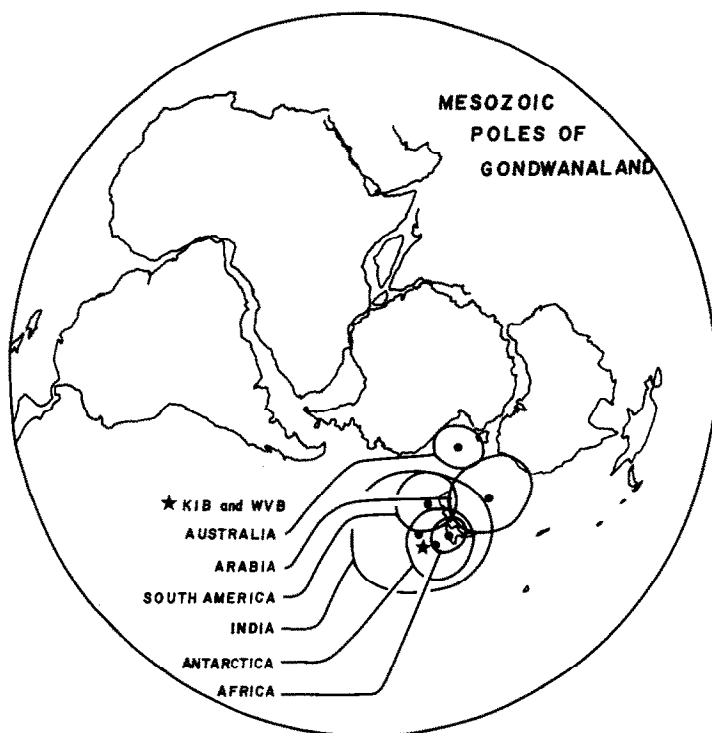 MESOZOIC
POLES OF
GONDWANALAND
★ KIB and WVB
AUSTRALIA
ARABIA
SOUTH AMERICA
INDIA
ANTARCTICA
AFRICA